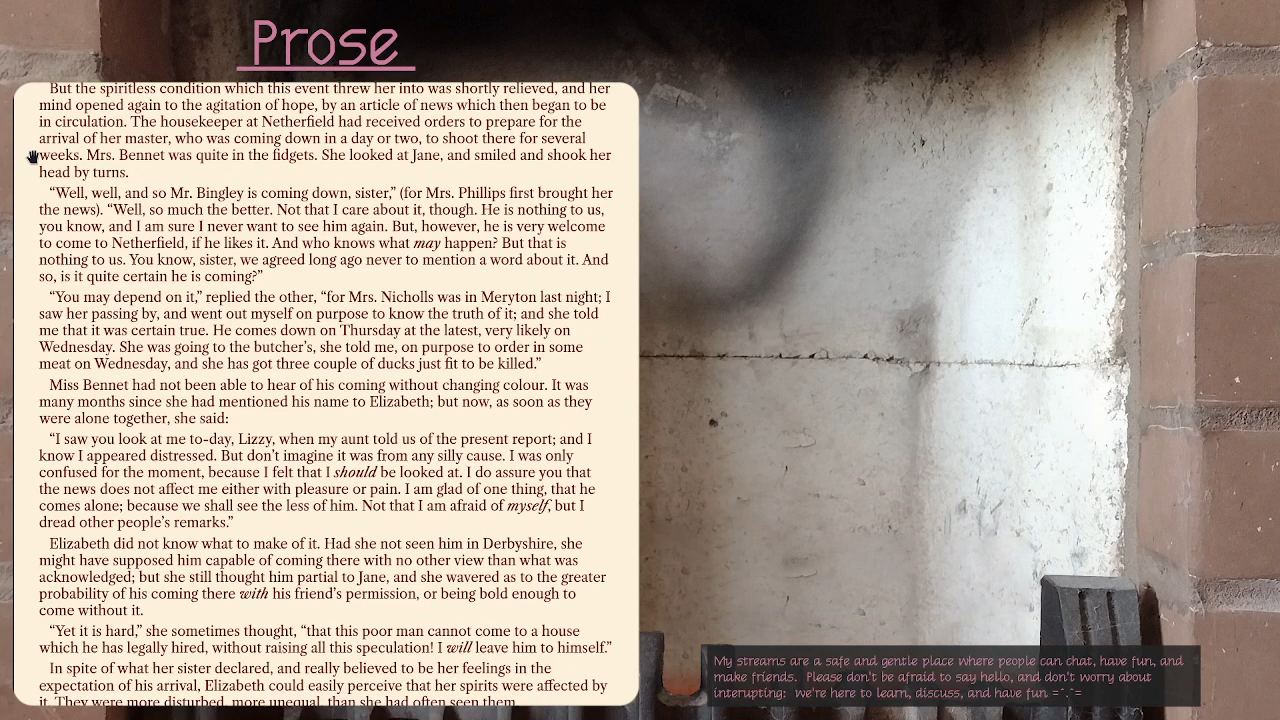 Prose
But the spiritless condition which this event threw her into was shortly relieved, and her
mind opened again to the agitation of hope, by an article of news which then began to be
in circulation. The housekeeper at Netherfield had received orders to prepare for the
arrival of her master, who was coming down in a day or two, to shoot there for several
weeks. Mrs. Bennet was quite in the fidgets. She looked at Jane, and smiled and shook her
head by turns.
“Well, well, and so Mr. Bingley is coming down, sister,” (for Mrs. Phillips first brought her
the news). “Well, so much the better. Not that I care about it, though. He is nothing to us,
you know, and I am sure I never want to see him again. But, however, he is very welcome
to come to Netherfield, if he likes it. And who knows what may happen? But that is
nothing to us. You know, sister, we agreed long ago never to mention a word about it. And
so, is it quite certain he is coming?”
“You may depend on it,” replied the other, “for Mrs. Nicholls was in Meryton last night; I
saw her passing by, and went out myself on purpose to know the truth of it; and she told
me that it was certain true. He comes down on Thursday at the latest, very likely on
Wednesday. She was going to the butcher’s, she told me, on purpose to order in some
meat on Wednesday, and she has got three couple of ducks just fit to be killed.”
Miss Bennet had not been able to hear of his coming without changing colour. It was
many months since she had mentioned his name to Elizabeth; but now, as soon as they
were alone together, she said:
“I saw you look at me to-day, Lizzy, when my aunt told us of the present report; and I
know I appeared distressed. But don’t imagine it was from any silly cause. I was only
confused for the moment, because I felt that I should be looked at. I do assure you that
the news does not affect me either with pleasure or pain. I am glad of one thing, that he
comes alone; because we shall see the less of him. Not that I am afraid of myself, but I
dread other people’s remarks.”
Elizabeth did not know what to make of it. Had she not seen him in Derbyshire, she
might have supposed him capable of coming there with no other view than what was
acknowledged; but she still thought him partial to Jane, and she wavered as to the greater
probability of his coming there with his friend’s permission, or being bold enough to
come without it.
“Yet it is hard,” she sometimes thought, “that this poor man cannot come to a house
which he has legally hired, without raising all this speculation! I will leave him to himself.”
In spite of what her sister declared, and really believed to be her feelings in the
expectation of his arrival, Elizabeth could easily perceive that her spirits were affected by
it. They were more disturbed, more unequal, than she had often seen them.
My streams are a safe and gentle place where people can chat, have fun, and
make friends. Please don't be afraid to say hello, and don't worry about
interupting: we're here to learn, discuss, and have fun =^.^=